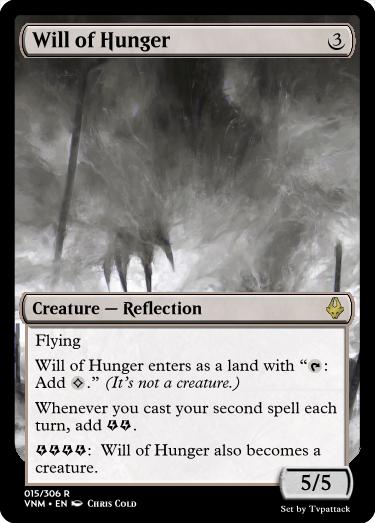 Will of Hunger 3
Creature — Reflection
Flying
Will of Hunger enters as a land with “:
Add .” (It's not a creature.)
Whenever you cast your second spell each
turn, add .
: Will of Hunger also becomes a
creature.
5/5
015/306 R
VNM • EN Chris Cold
Set by Tvpattack